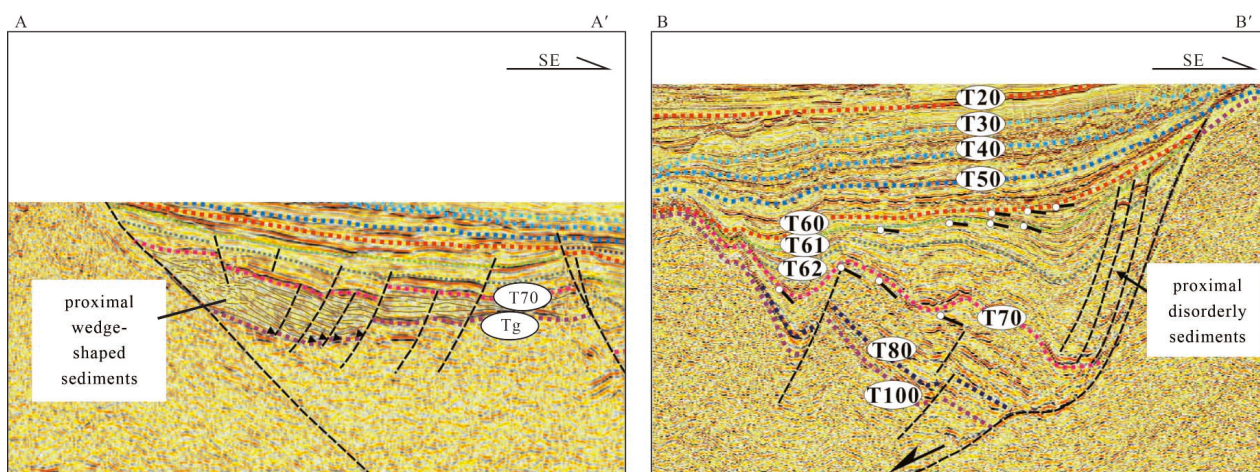 A
A′
B
B′
SE
SE
T20
T30
T40
T50
T60
T61
T62
T70
T80
T100
T70
Tg
proximal
wedge-
shaped
sediments
proximal
disorderly
sediments